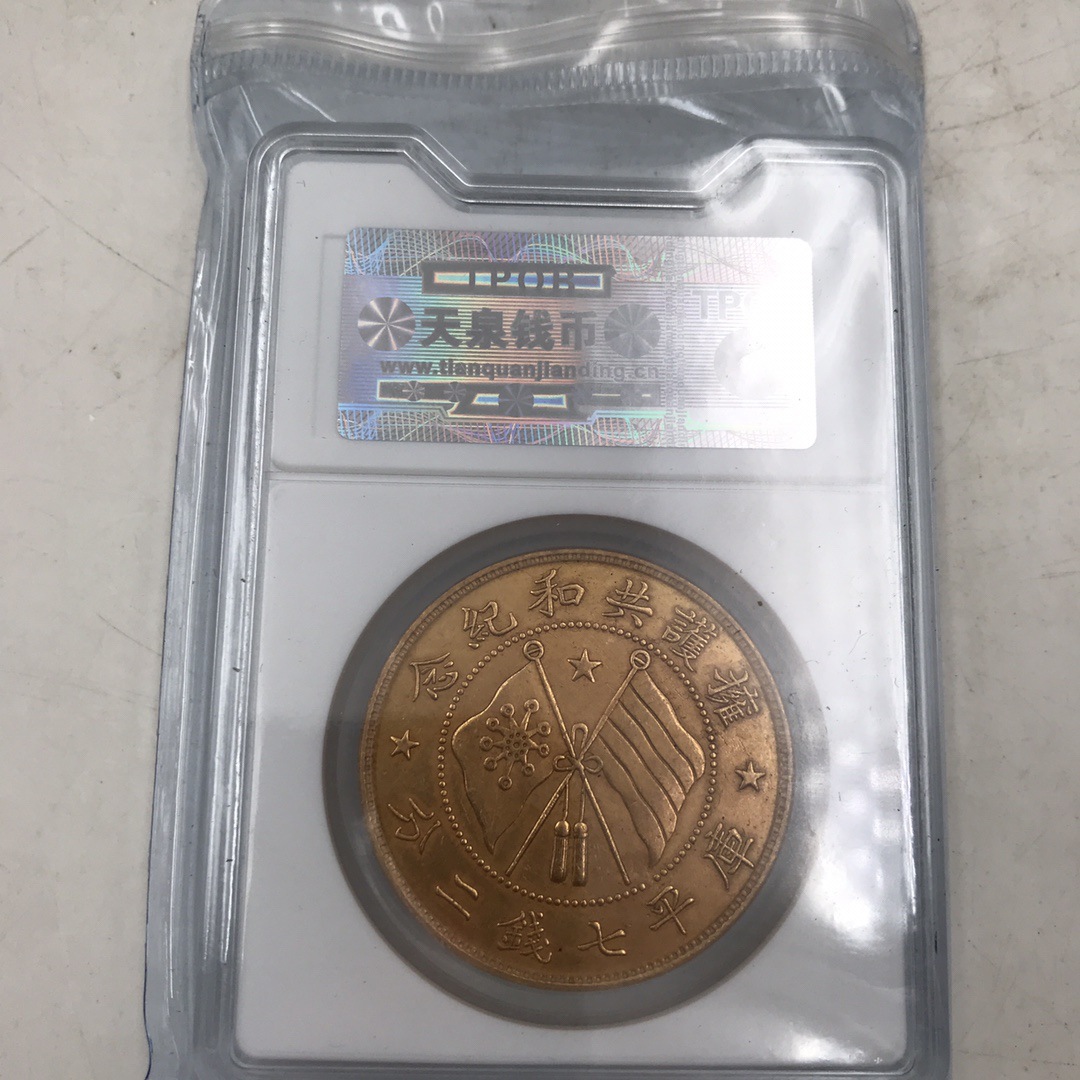 TPQB
天泉钱币
www.tianquanjianding.cn
擁護共和紀念
庫平七錢二分